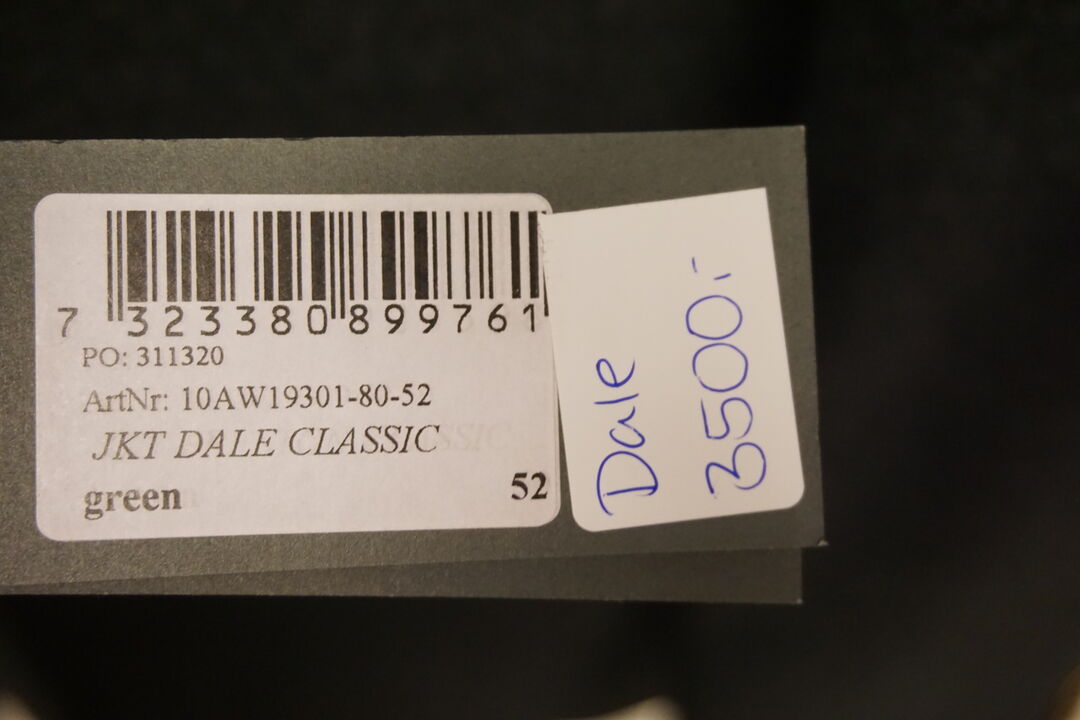 7 323380 899761
PO: 311320
ArtNr: 10AW19301-80-52
JKT DALE CLASSIC
green 52
Dale
3500:-